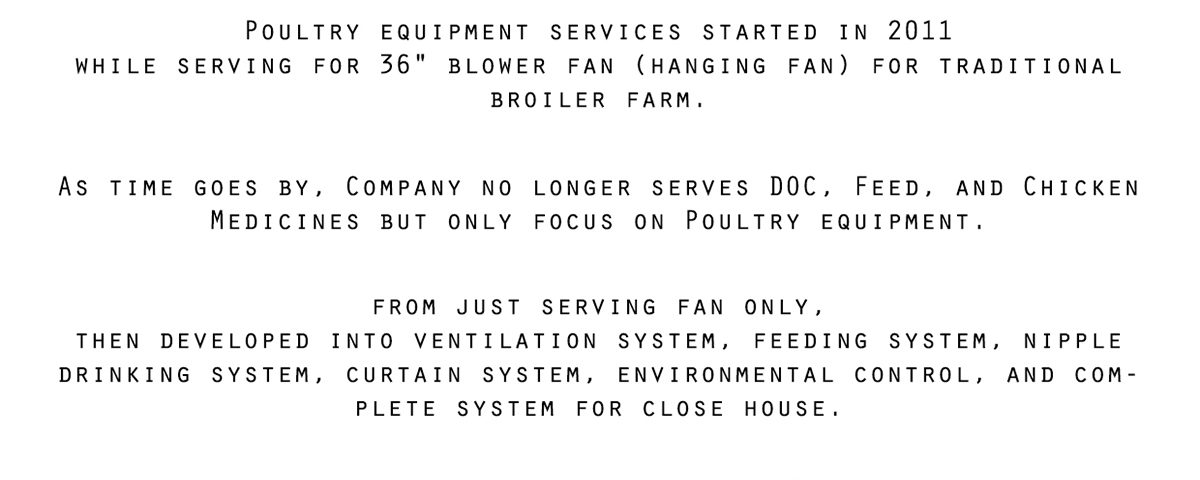 Poultry equipment services started in 2011
while serving for 36" blower fan (hanging fan) for traditional
broiler farm.
As time goes by, Company no longer serves DOC, Feed, and Chicken
Medicines but only focus on Poultry equipment.
from just serving fan only,
then developed into ventilation system, feeding system, nipple
drinking system, curtain system, environmental control, and com-
plete system for close house.